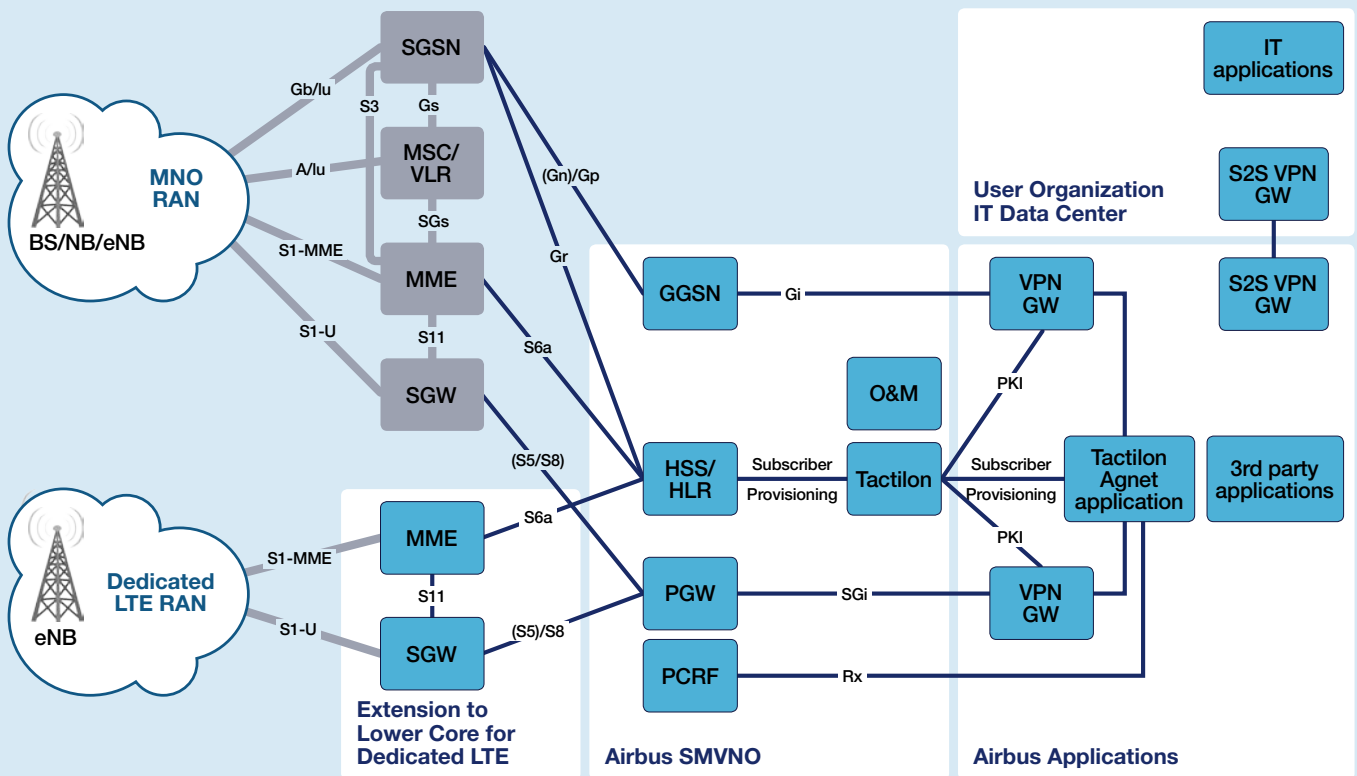 SGSN
Gb/Iu
S3
Gs
MSC/
VLR
A/Iu
MNO
RAN
BS/NB/eNB
SGs
S1-MME
MME
S1-U
S11
SGW
(Gn)/Gp
Gr
S6a
(S5/S8)
IT
applications
User Organization
IT Data Center
S2S VPN
GW
S2S VPN
GW
GGSN
Gi
VPN
GW
PKI
O&M
HSS/
HLR
Subscriber
Provisioning
Tactilon
Subscriber
Provisioning
Tactilon
Agnet
application
3rd party
applications
PKI
Dedicated
LTE RAN
eNB
S1-MME
MME
S6a
S11
S1-U
SGW
(S5)/S8
PGW
SGi
VPN
GW
PCRF
Rx
Extension to
Lower Core for
Dedicated LTE
Airbus SMVNO
Airbus Applications